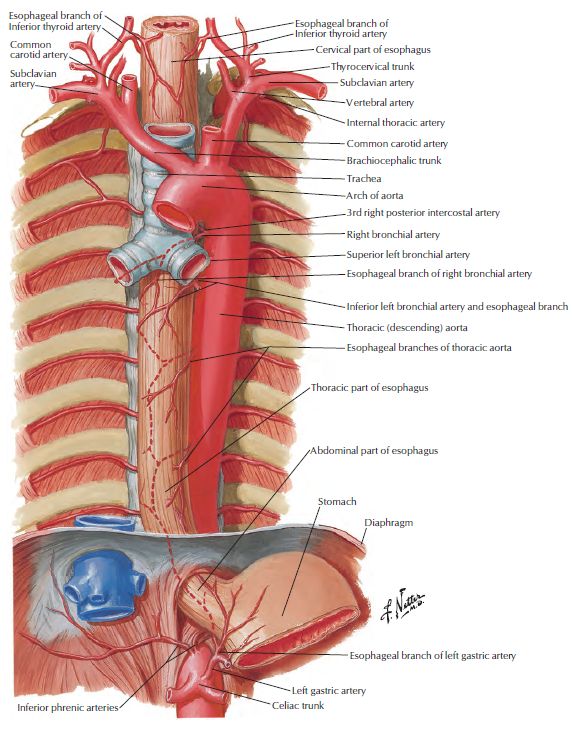 Esophageal branch of
Inferior thyroid artery
Common
carotid artery
Subclavian
artery
Esophageal branch of
Inferior thyroid artery
Cervical part of esophagus
Thyrocervical trunk
Subclavian artery
Vertebral artery
Internal thoracic artery
Common carotid artery
Brachiocephalic trunk
Trachea
Arch of aorta
3rd right posterior intercostal artery
Right bronchial artery
Superior left bronchial artery
Esophageal branch of right bronchial artery
Inferior left bronchial artery and esophageal branch
Thoracic (descending) aorta
Esophageal branches of thoracic aorta
Thoracic part of esophagus
Abdominal part of esophagus
Stomach
Diaphragm
F. Netter
M.D.
Esophageal branch of left gastric artery
Left gastric artery
Celiac trunk
Inferior phrenic arteries